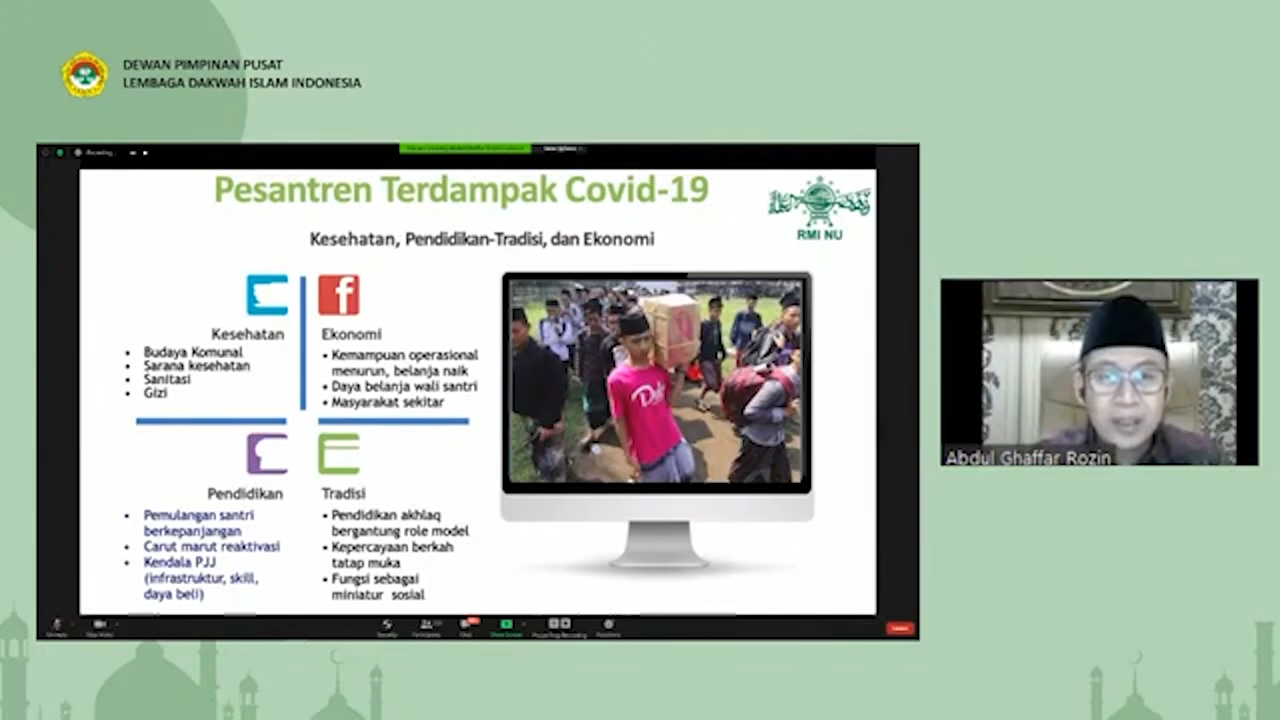 DEWAN PIMPINAN PUSAT
LEMBAGA DAKWAH ISLAM INDONESIA
Recording
Pesantren Terdampak Covid-19
RMI NU
Kesehatan, Pendidikan-Tradisi, dan Ekonomi
f
Kesehatan
• Budaya Komunal
• Sarana kesehatan
• Sanitasi
• Gizi
Ekonomi
• Kemampuan operasional
menurun, belanja naik
• Daya belanja wali santri
• Masyarakat sekitar
Pendidikan
• Pemulangan santri
berkepanjangan
• Carut marut reaktivasi
• Kendala PJJ
(infrastruktur, skill,
daya beli)
Tradisi
• Pendidikan akhlaq
bergantung role model
• Kepercayaan berkah
tatap muka
• Fungsi sebagai
miniatur sosial
Abdul Ghaffar Rozin